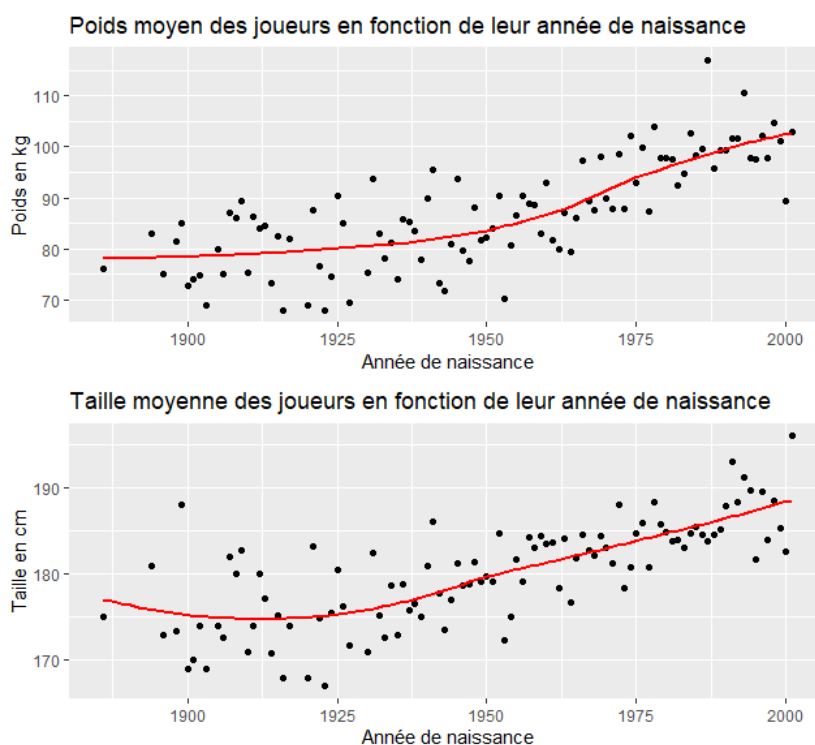 Poids moyen des joueurs en fonction de leur année de naissance
Poids en kg
110
100
90
80
70
1900 1925 1950 1975 2000
Année de naissance
Taille moyenne des joueurs en fonction de leur année de naissance
Taille en cm
190
180
170
1900 1925 1950 1975 2000
Année de naissance